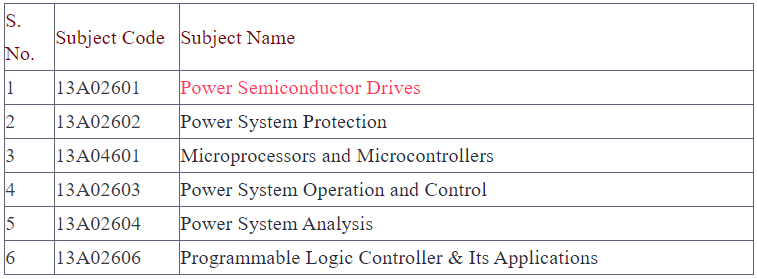 S. No. Subject Code Subject Name
1 13A02601 Power Semiconductor Drives
2 13A02602 Power System Protection
3 13A04601 Microprocessors and Microcontrollers
4 13A02603 Power System Operation and Control
5 13A02604 Power System Analysis
6 13A02606 Programmable Logic Controller & Its Applications